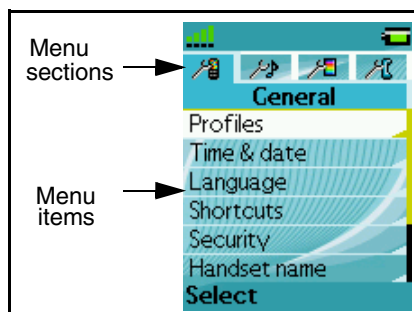 Menu
sections
General
Profiles
Time & date
Language
Menu
items
Shortcuts
Security
Handset name
Select